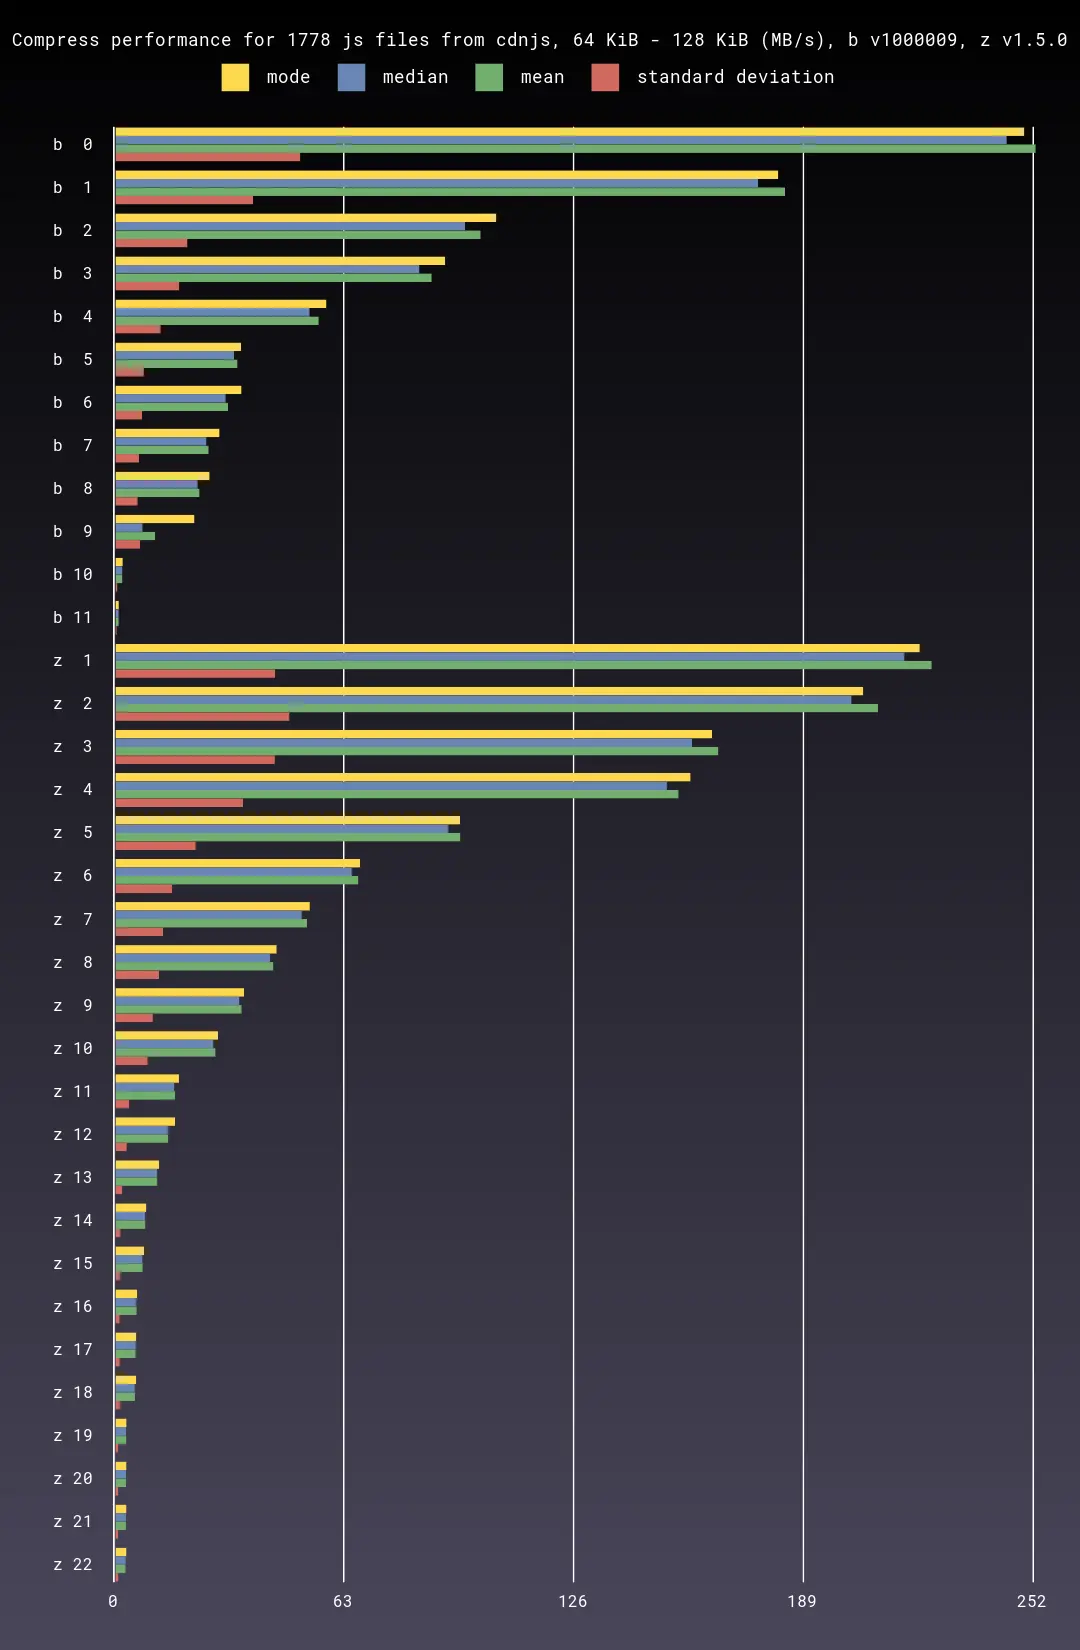 Compress performance for 1778 js files from cdnjs, 64 KiB - 128 KiB (MB/s), b v1000009, z v1.5.0
mode median mean standard deviation
b 0
b 1
b 2
b 3
b 4
b 5
b 6
b 7
b 8
b 9
b 10
b 11
z 1
z 2
z 3
z 4
z 5
z 6
z 7
z 8
z 9
z 10
z 11
z 12
z 13
z 14
z 15
z 16
z 17
z 18
z 19
z 20
z 21
z 22
0 63 126 189 252